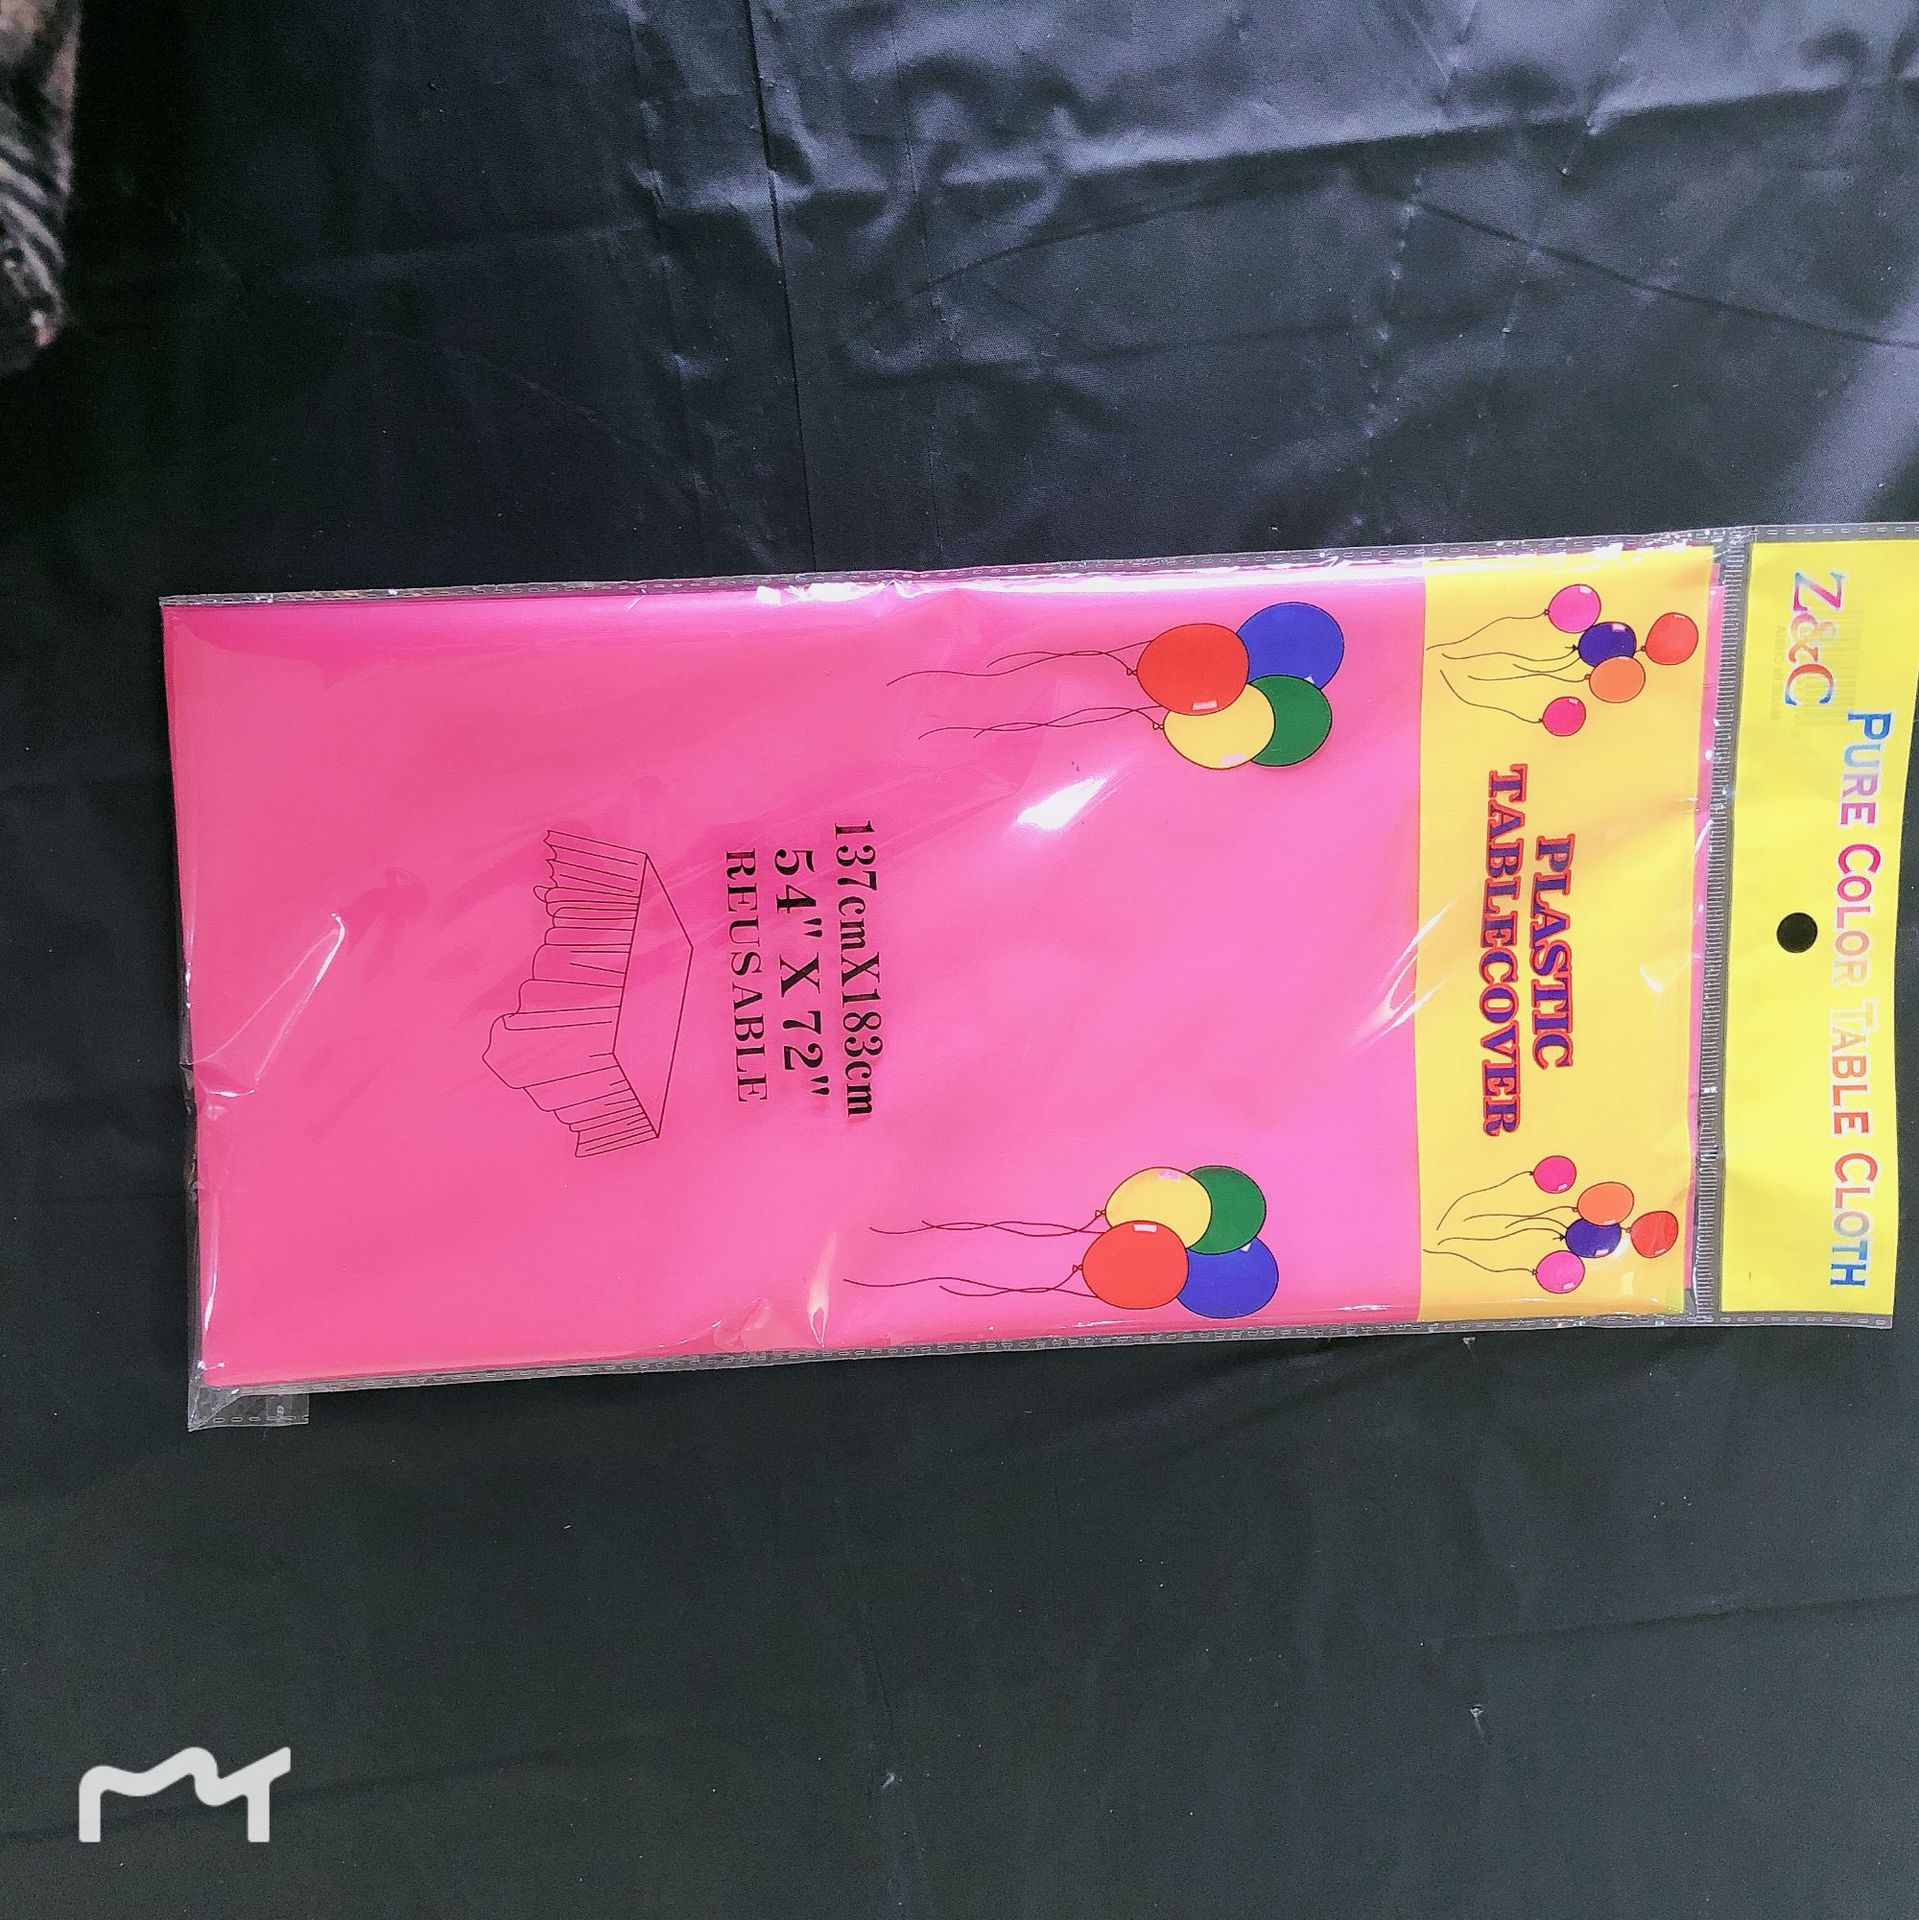 Z&C
PURE COLOR TABLE CLOTH
PLASTIC
TABLECOVER
137cmX183cm
54" X 72"
REUSABLE